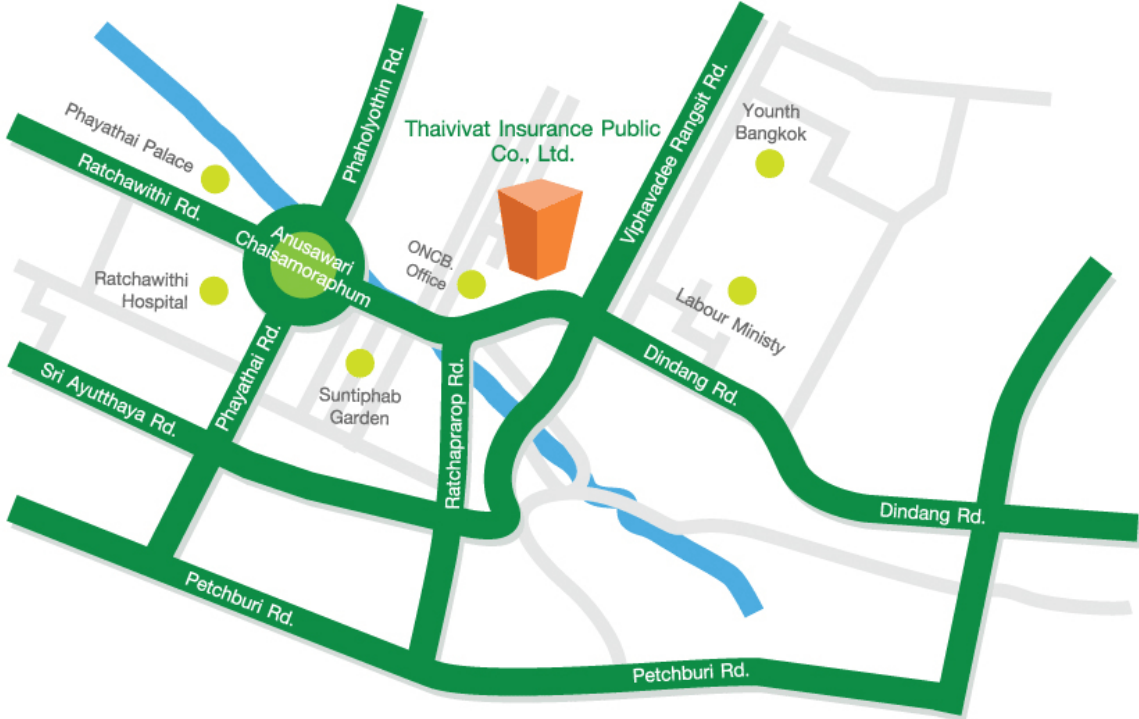 Phaholyothin Rd.
Viphavadee Rangsit Rd.
Phayathai Palace
Ratchawithi Rd.
Thaivivat Insurance Public
Co., Ltd.
Younth
Bangkok
Anusawari
Chaisamoraphum
ONCB.
Office
Ratchawithi
Hospital
Labour Ministy
Phayathai Rd.
Sri Ayutthaya Rd.
Suntiphab
Garden
Ratchaprarop Rd.
Dindang Rd.
Dindang Rd.
Petchburi Rd.
Petchburi Rd.